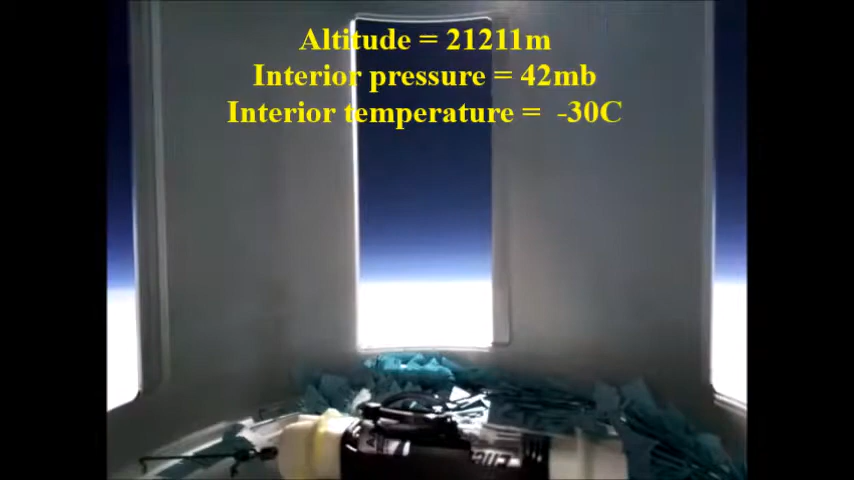 Altitude = 21211m
Interior pressure = 42mb
Interior temperature = -30C